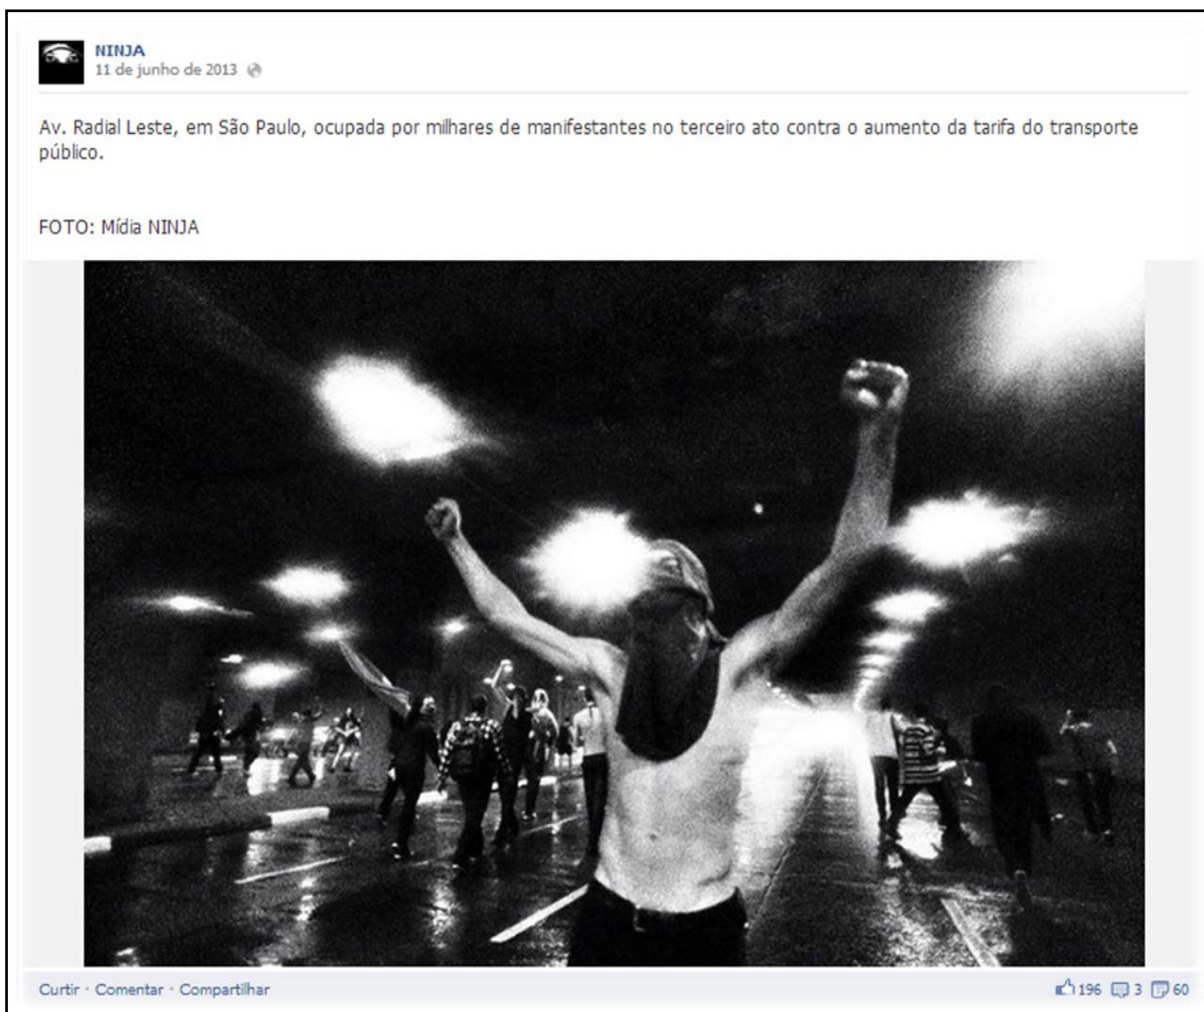 NINJA
11 de junho de 2013
Av. Radial Leste, em São Paulo, ocupada por milhares de manifestantes no terceiro ato contra o aumento da tarifa do transporte
público.
FOTO: Mídia NINJA
Curtir · Comentar · Compartilhar 196 3 60